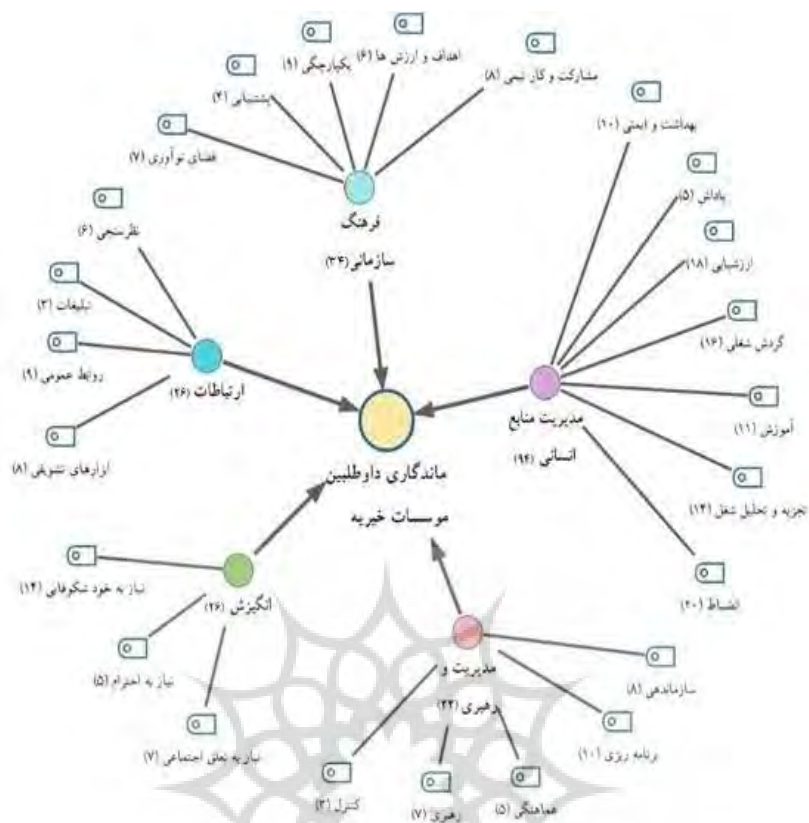 اهداف و ارزش ها (۶)
یکپارچگی (۹)
مشارکت و کار تیمی (۸)
پشتیبانی (۴)
فضای نوآوری (۷)
فرهنگ
سازمانی (۳۴)
بهداشت و ایمنی (۱۰)
پاداش (۵)
ارزشیابی (۱۸)
گردش شغلی (۱۶)
آموزش (۱۱)
تجزیه و تحلیل شغل (۱۴)
انضباط (۲۰)
مدیریت منابع
انسانی (۹۴)
نظرسنجی (۶)
تبلیغات (۳)
روابط عمومی (۹)
ابزارهای تشویقی (۸)
ارتباطات (۲۶)
ماندگاری داوطلبین
موسسات خیریه
نیاز به خود شکوفایی (۱۴)
نیاز به احترام (۵)
نیاز به تعلق اجتماعی (۷)
انگیزش (۲۶)
مدیریت و
رهبری (۳۳)
سازماندهی (۸)
برنامه ریزی (۱۰)
هماهنگی (۵)
رهبری (۷)
کنترل (۳)